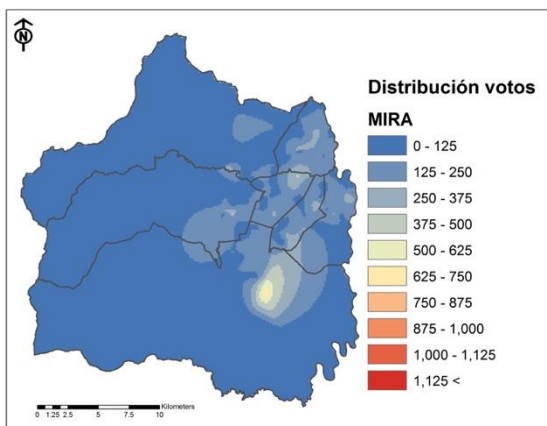 N
Distribución votos
MIRA
0 - 125
125 - 250
250 - 375
375 - 500
500 - 625
625 - 750
750 - 875
875 - 1,000
1,000 - 1,125
1,125 <
Kilometers
0 1.25 2.5 5 7.5 10